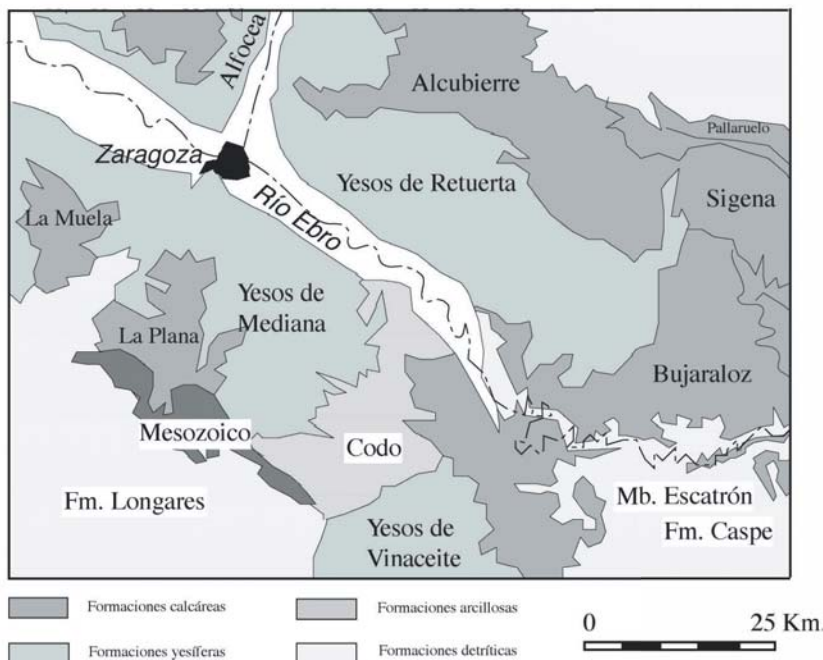 Alfocea
Alcubierre
Pallaruelo
Zaragoza
Yesos de Retuerta
Sigena
Río Ebro
La Muela
Yesos de
Mediana
La Plana
Bujaraloz
Mesozoico
Codo
Fm. Longares
Mb. Escatrón
Fm. Caspe
Yesos de
Vinaceite
Formaciones calcáreas
Formaciones arcillosas
0 25 Km.
Formaciones yesíferas
Formaciones detríticas